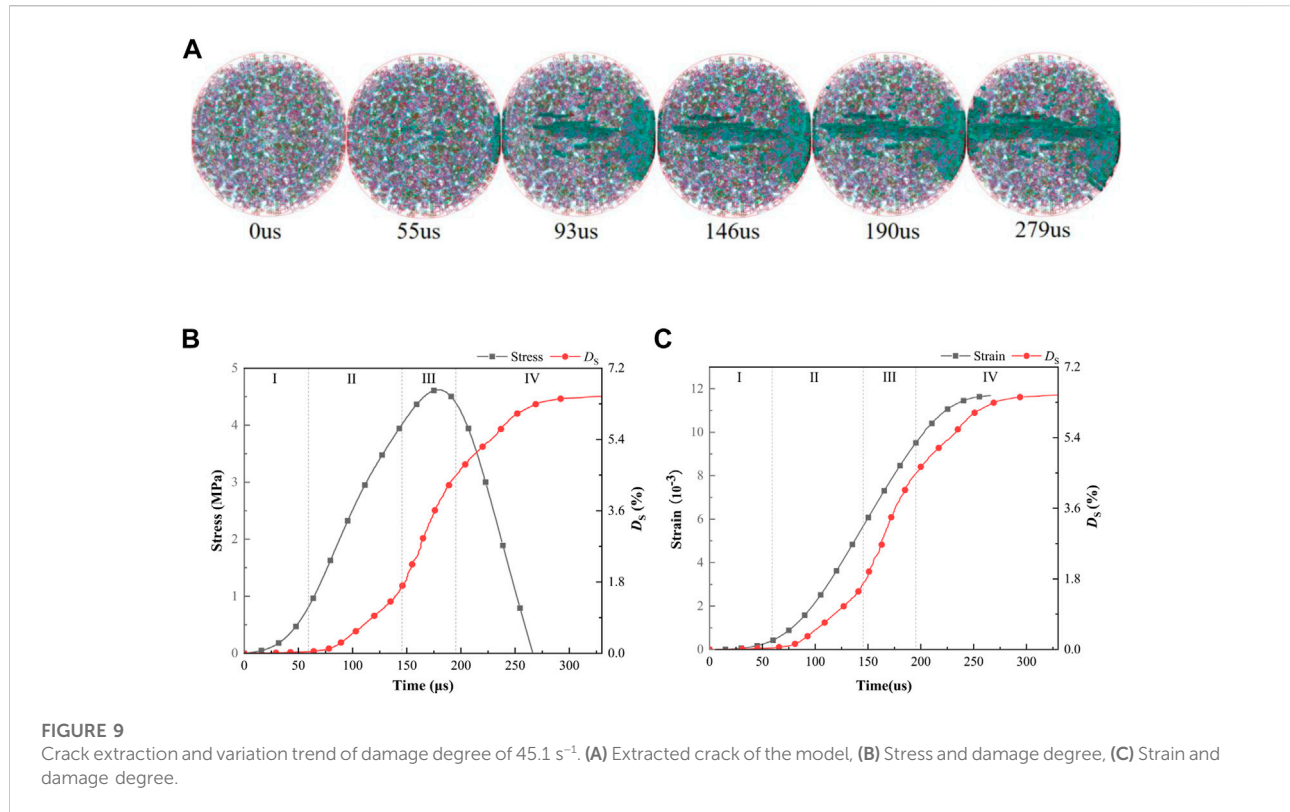 A
0us 55us 93us 146us 190us 279us
B
Stress DS
I II III IV
5
4
3
2
1
0
Stress (MPa)
7.2
5.4
3.6
1.8
0.0
DS (%)
0 50 100 150 200 250 300
Time (μs)
C
Strain DS
I II III IV
12
10
8
6
4
2
0
Strain (10-3)
7.2
5.4
3.6
1.8
0.0
DS (%)
0 50 100 150 200 250 300
Time(us)
FIGURE 9
Crack extraction and variation trend of damage degree of 45.1 s−1. (A) Extracted crack of the model, (B) Stress and damage degree, (C) Strain and
damage degree.